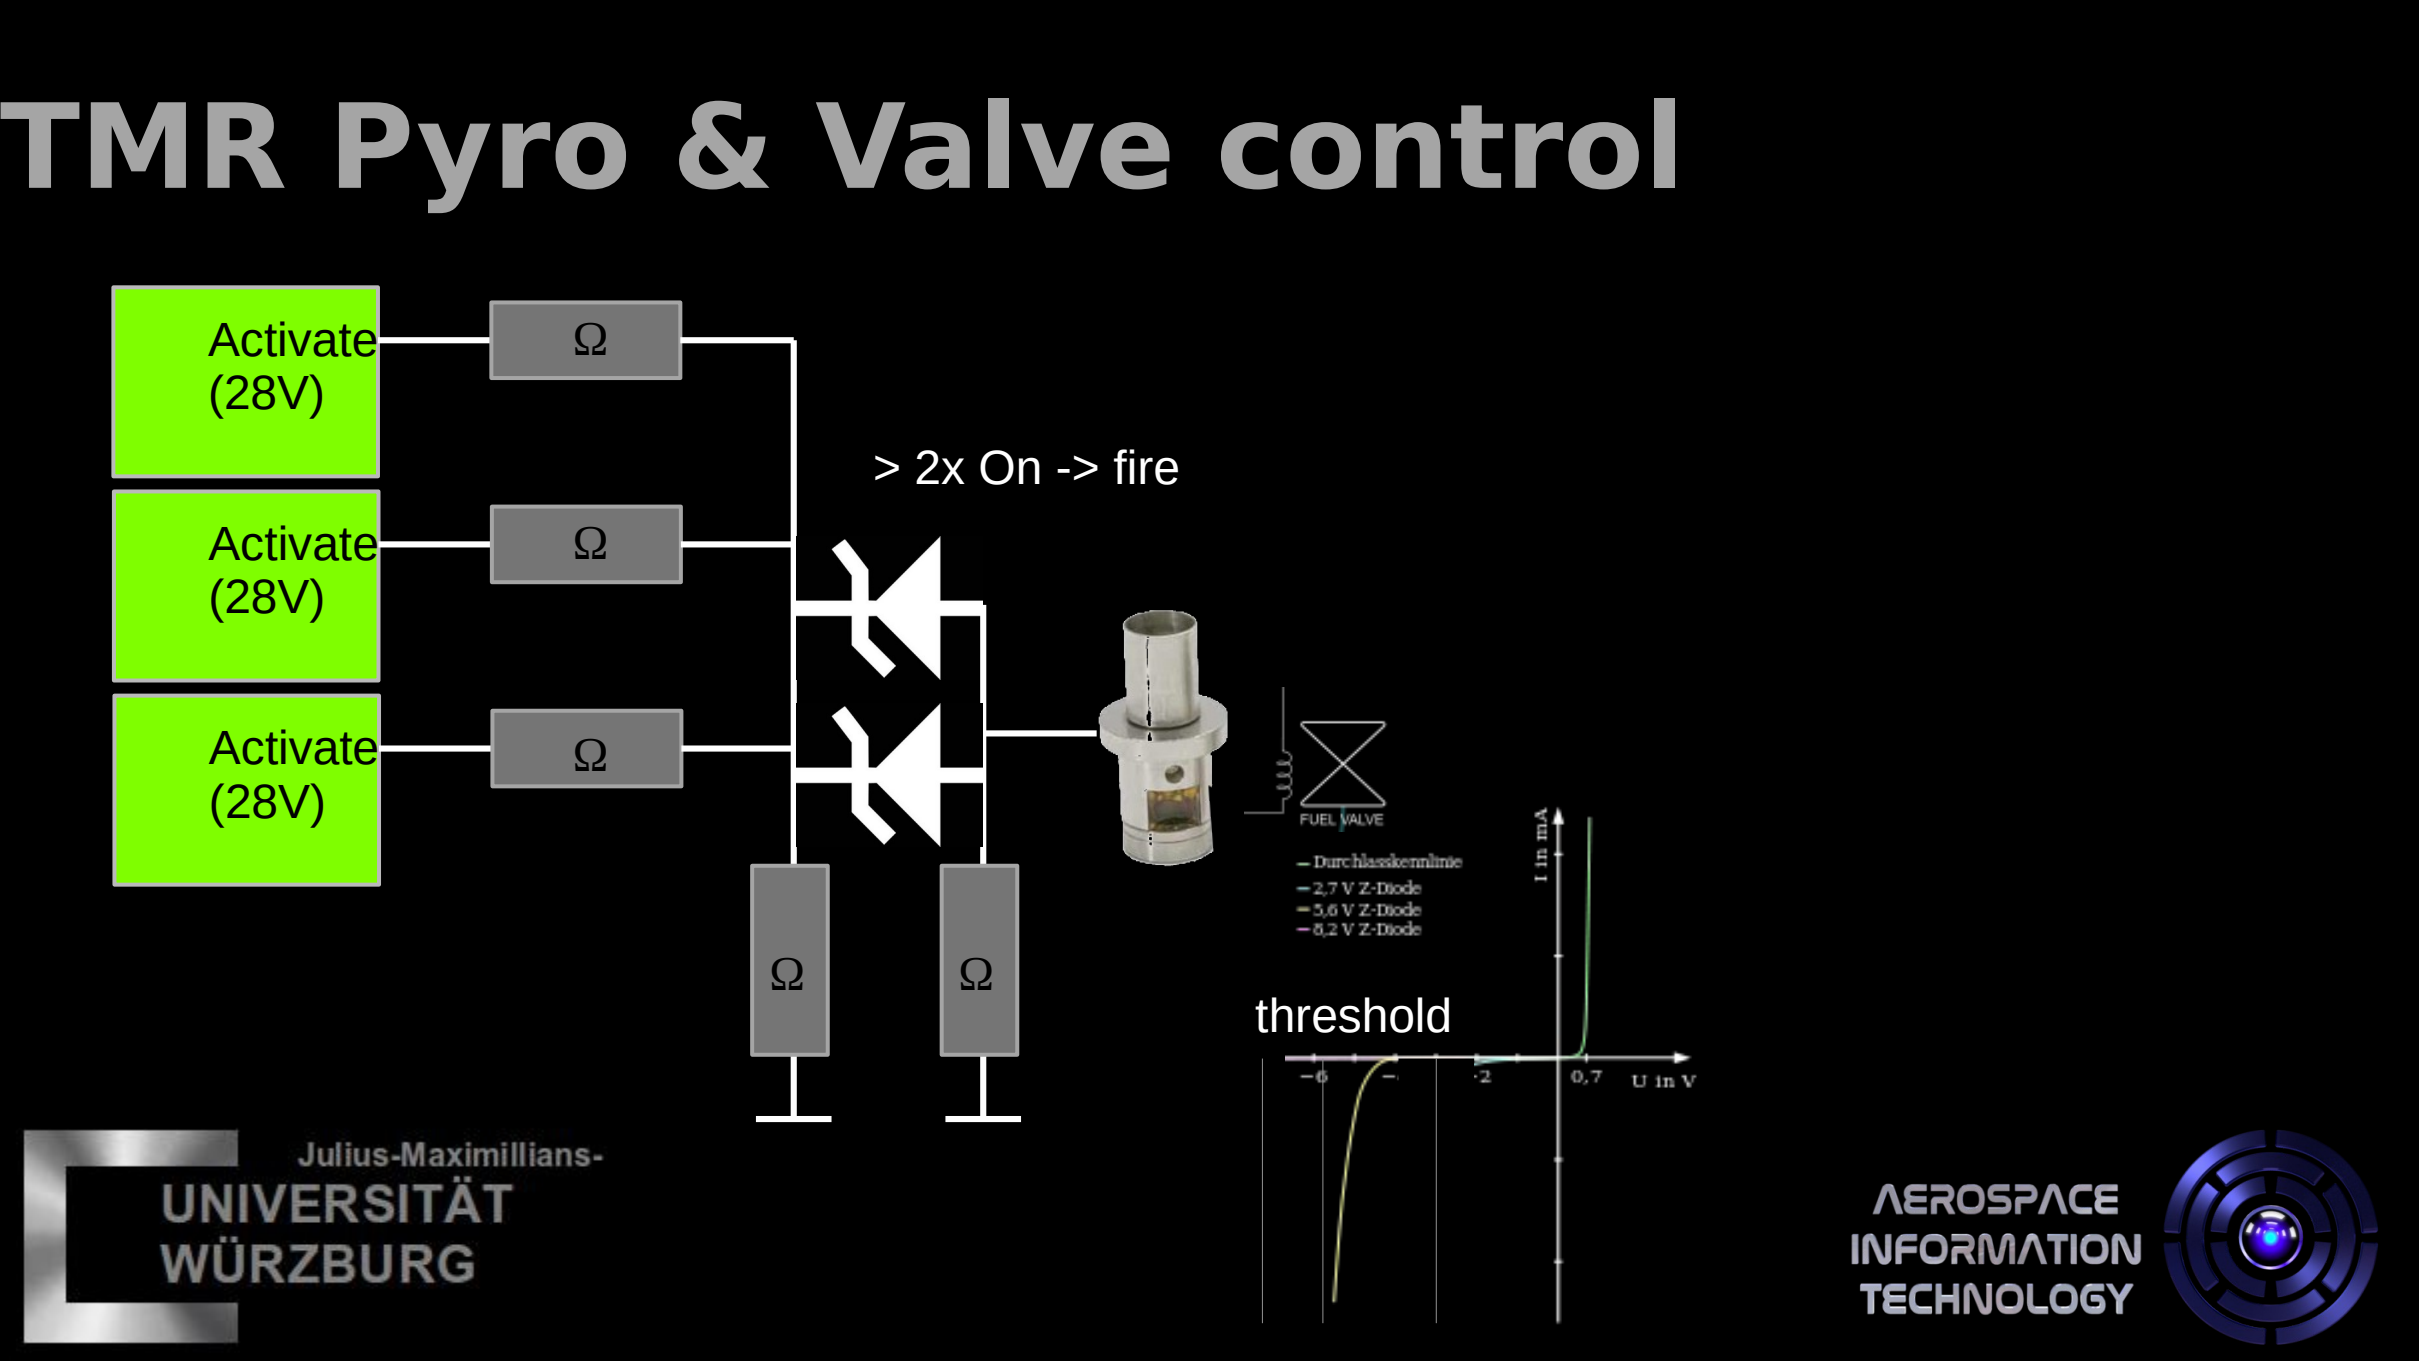 TMR Pyro & Valve control
Activate
(28V)
Ω
Activate
(28V)
Ω
Activate
(28V)
Ω
> 2x On -> fire
Ω
Ω
FUEL VALVE
Durchlasskennlinie
2,7 V Z-Diode
5,6 V Z-Diode
8,2 V Z-Diode
I in mA
threshold
−6
2
0,7
U in V
Julius-Maximillians-
UNIVERSITÄT
WÜRZBURG
AEROSPACE
INFORMATION
TECHNOLOGY